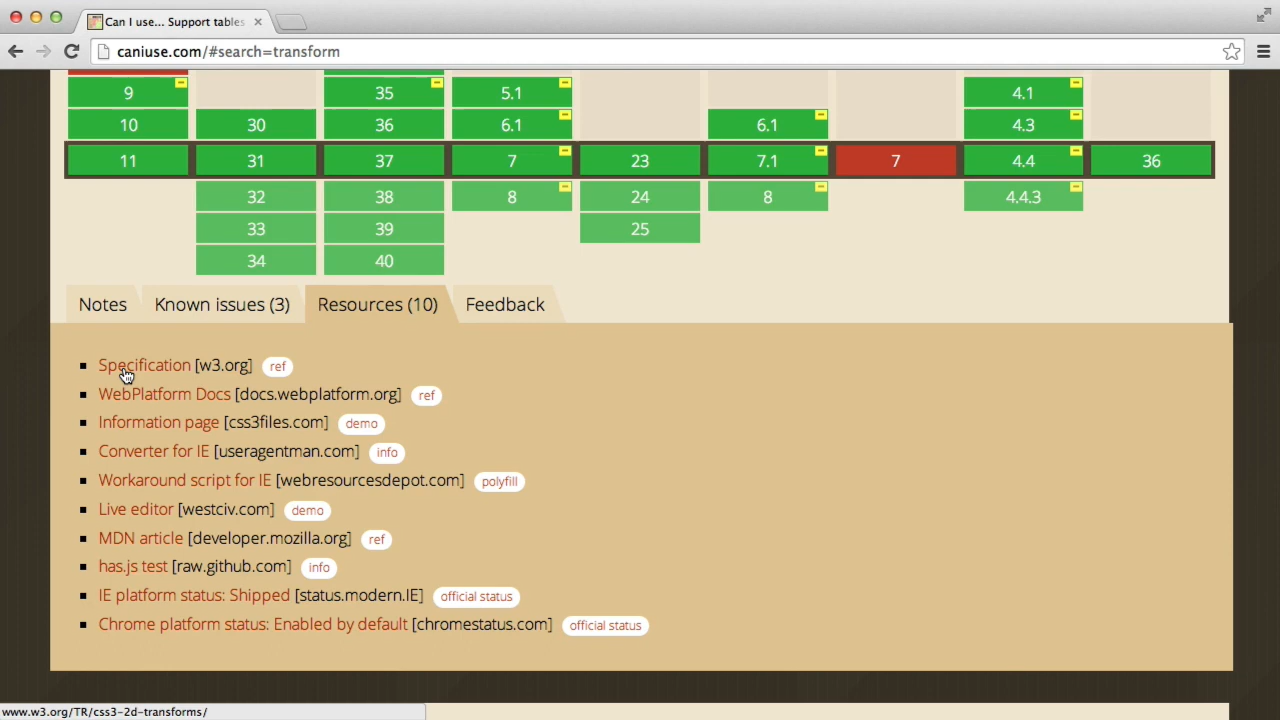 Can I use... Support tables
caniuse.com/#search=transform
9 35 5.1 4.1
10 30 36 6.1 6.1 4.3
11 31 37 7 23 7.1 7 4.4 36
32 38 8 24 8 4.4.3
33 39 25
34 40
Notes Known issues (3) Resources (10) Feedback
Specification [w3.org] ref
WebPlatform Docs [docs.webplatform.org] ref
Information page [css3files.com] demo
Converter for IE [useragentman.com] info
Workaround script for IE [webresourcesdepot.com] polyfill
Live editor [westciv.com] demo
MDN article [developer.mozilla.org] ref
has.js test [raw.github.com] info
IE platform status: Shipped [status.modern.IE] official status
Chrome platform status: Enabled by default [chromestatus.com] official status
www.w3.org/TR/css3-2d-transforms/